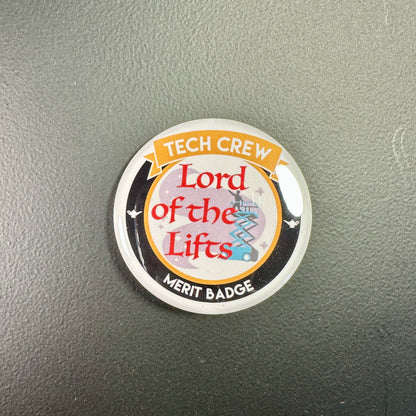 TECH CREW
Lord
of the
Lifts
MERIT BADGE